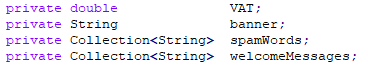 private double VAT;
private String banner;
private Collection<String> spamWords;
private Collection<String> welcomeMessages;